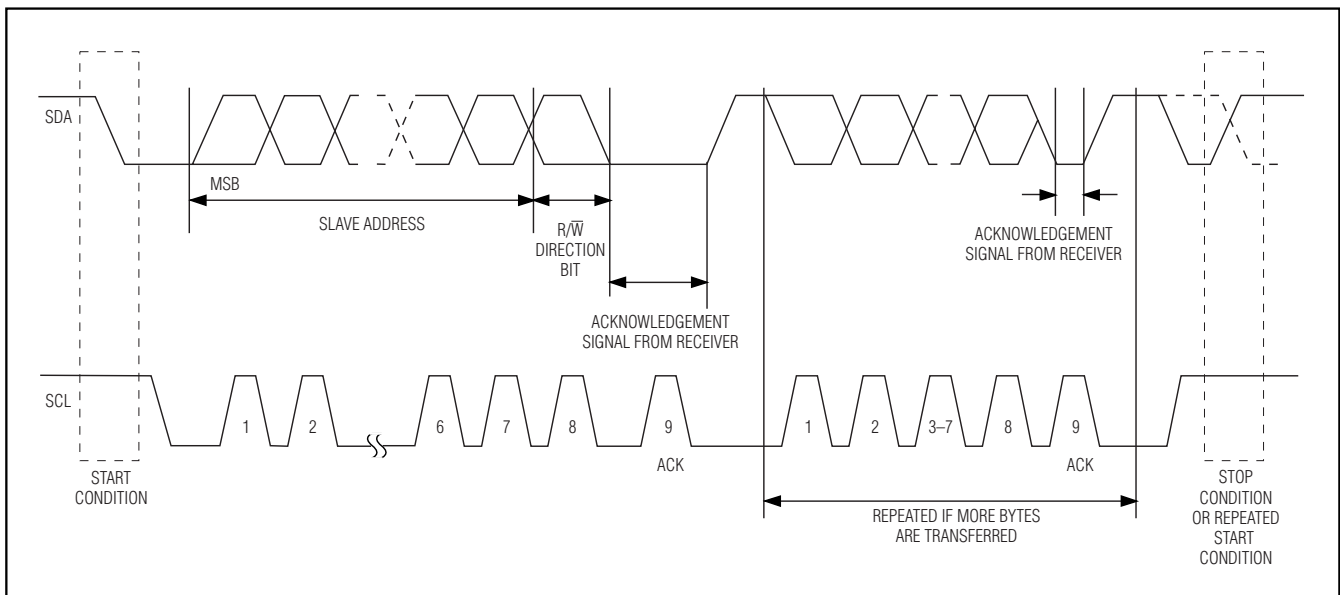 SDA
MSB
SLAVE ADDRESS
R/W̅
DIRECTION
BIT
ACKNOWLEDGEMENT
SIGNAL FROM RECEIVER
ACKNOWLEDGEMENT
SIGNAL FROM RECEIVER
SCL
1 2 6 7 8 9 1 2 3–7 8 9
ACK ACK
START
CONDITION
REPEATED IF MORE BYTES
ARE TRANSFERRED
STOP
CONDITION
OR REPEATED
START
CONDITION